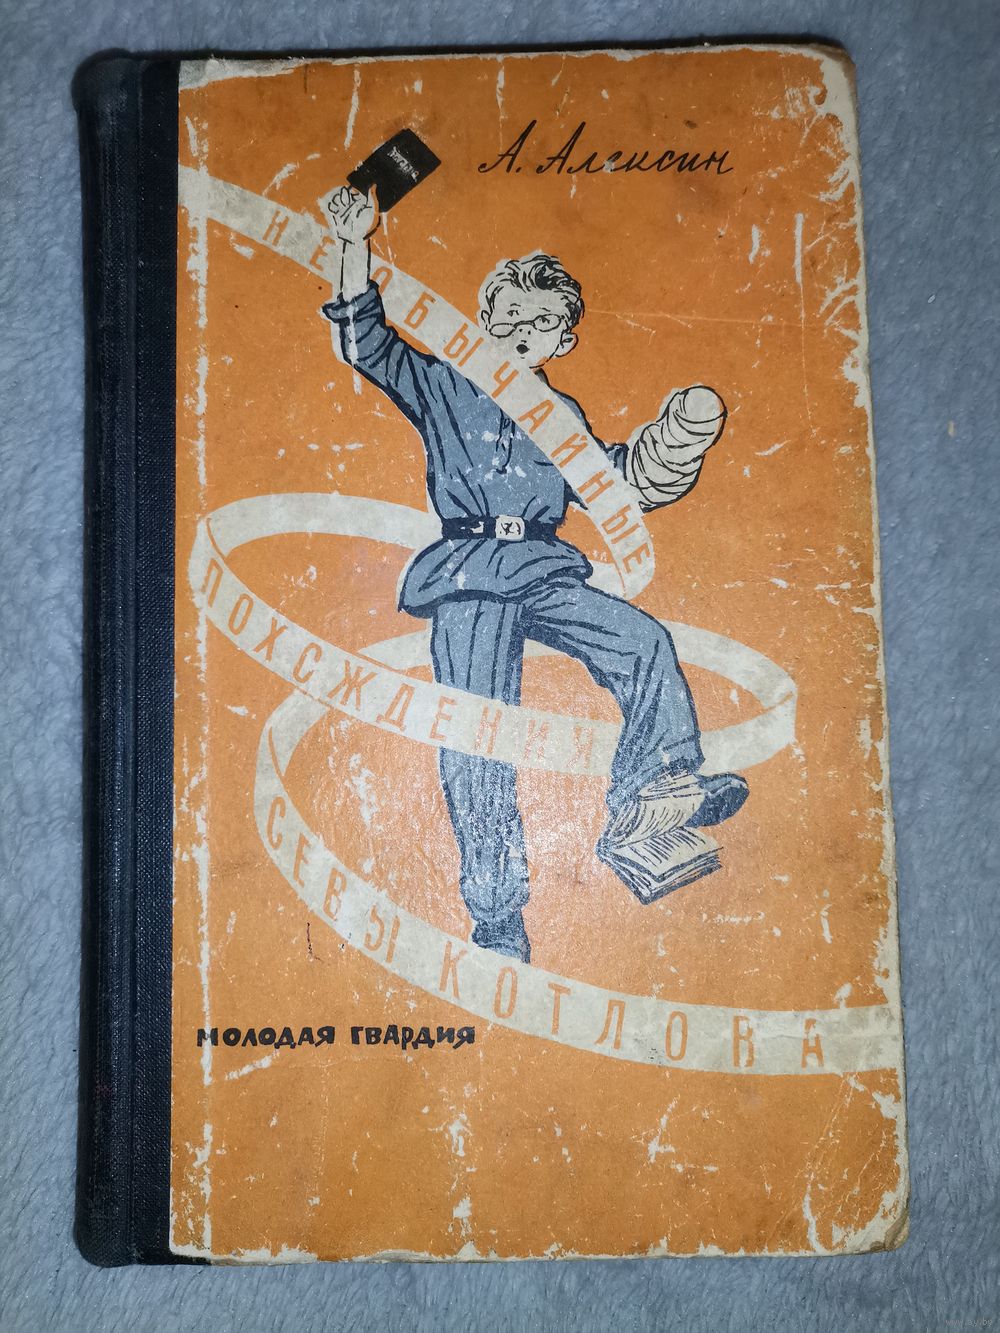 А. Алексин
НЕОБЫЧАЙНЫЕ
ПОХОЖДЕНИЯ
СЕВЫ КОТЛОВА
МОЛОДАЯ ГВАРДИЯ